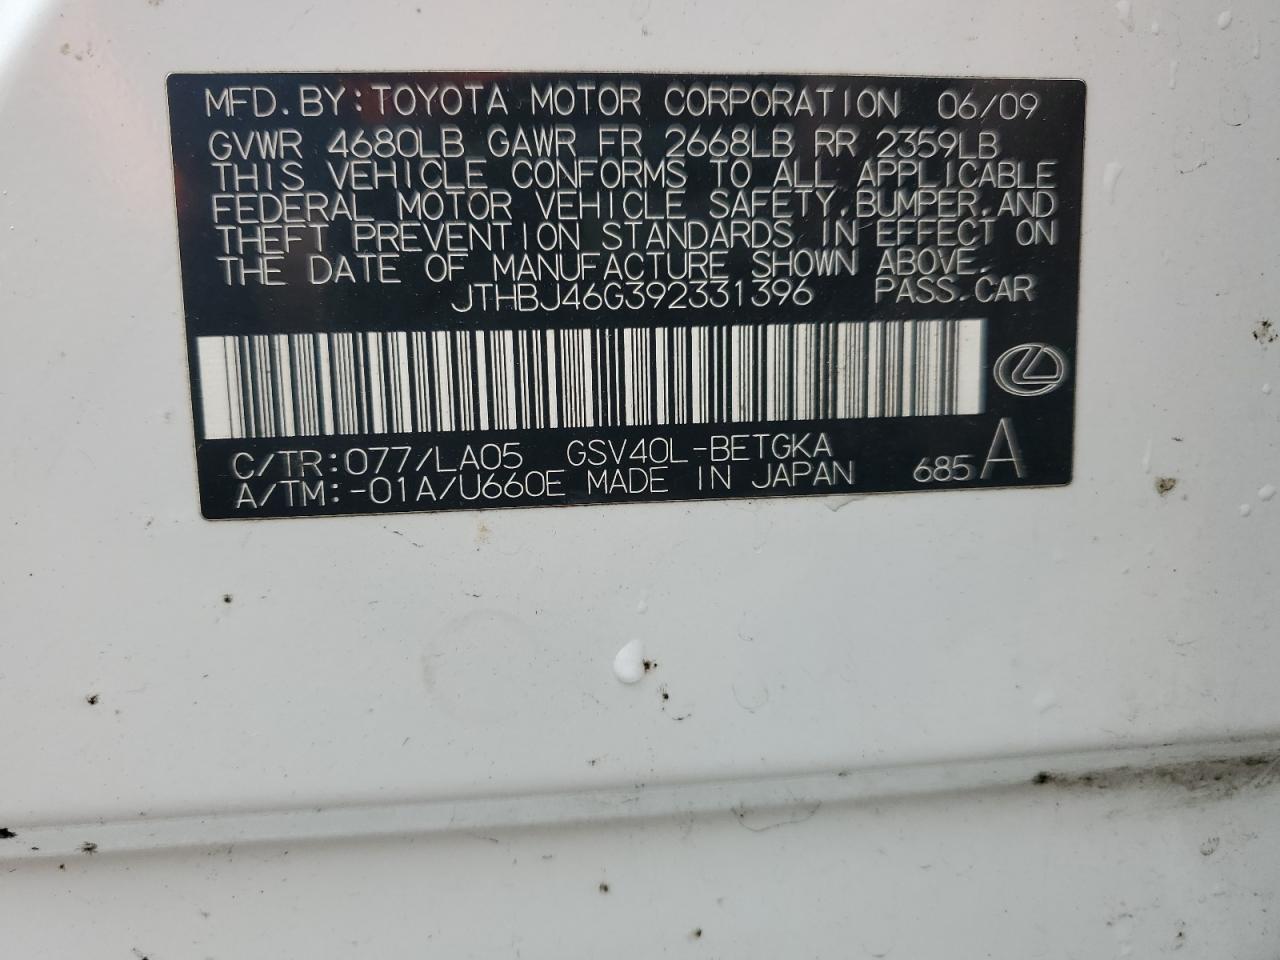 MFD.BY:TOYOTA MOTOR CORPORATION 06/09
GVWR 4680LB GAWR FR 2668LB RR 2359LB
THIS VEHICLE CONFORMS TO ALL APPLICABLE
FEDERAL MOTOR VEHICLE SAFETY,BUMPER,AND
THEFT PREVENTION STANDARDS IN EFFECT ON
THE DATE OF MANUFACTURE SHOWN ABOVE.
JTHBJ46G392331396 PASS.CAR
C/TR:077/LA05 GSV40L-BETGKA
A/TM:-01A/U660E MADE IN JAPAN 685 A